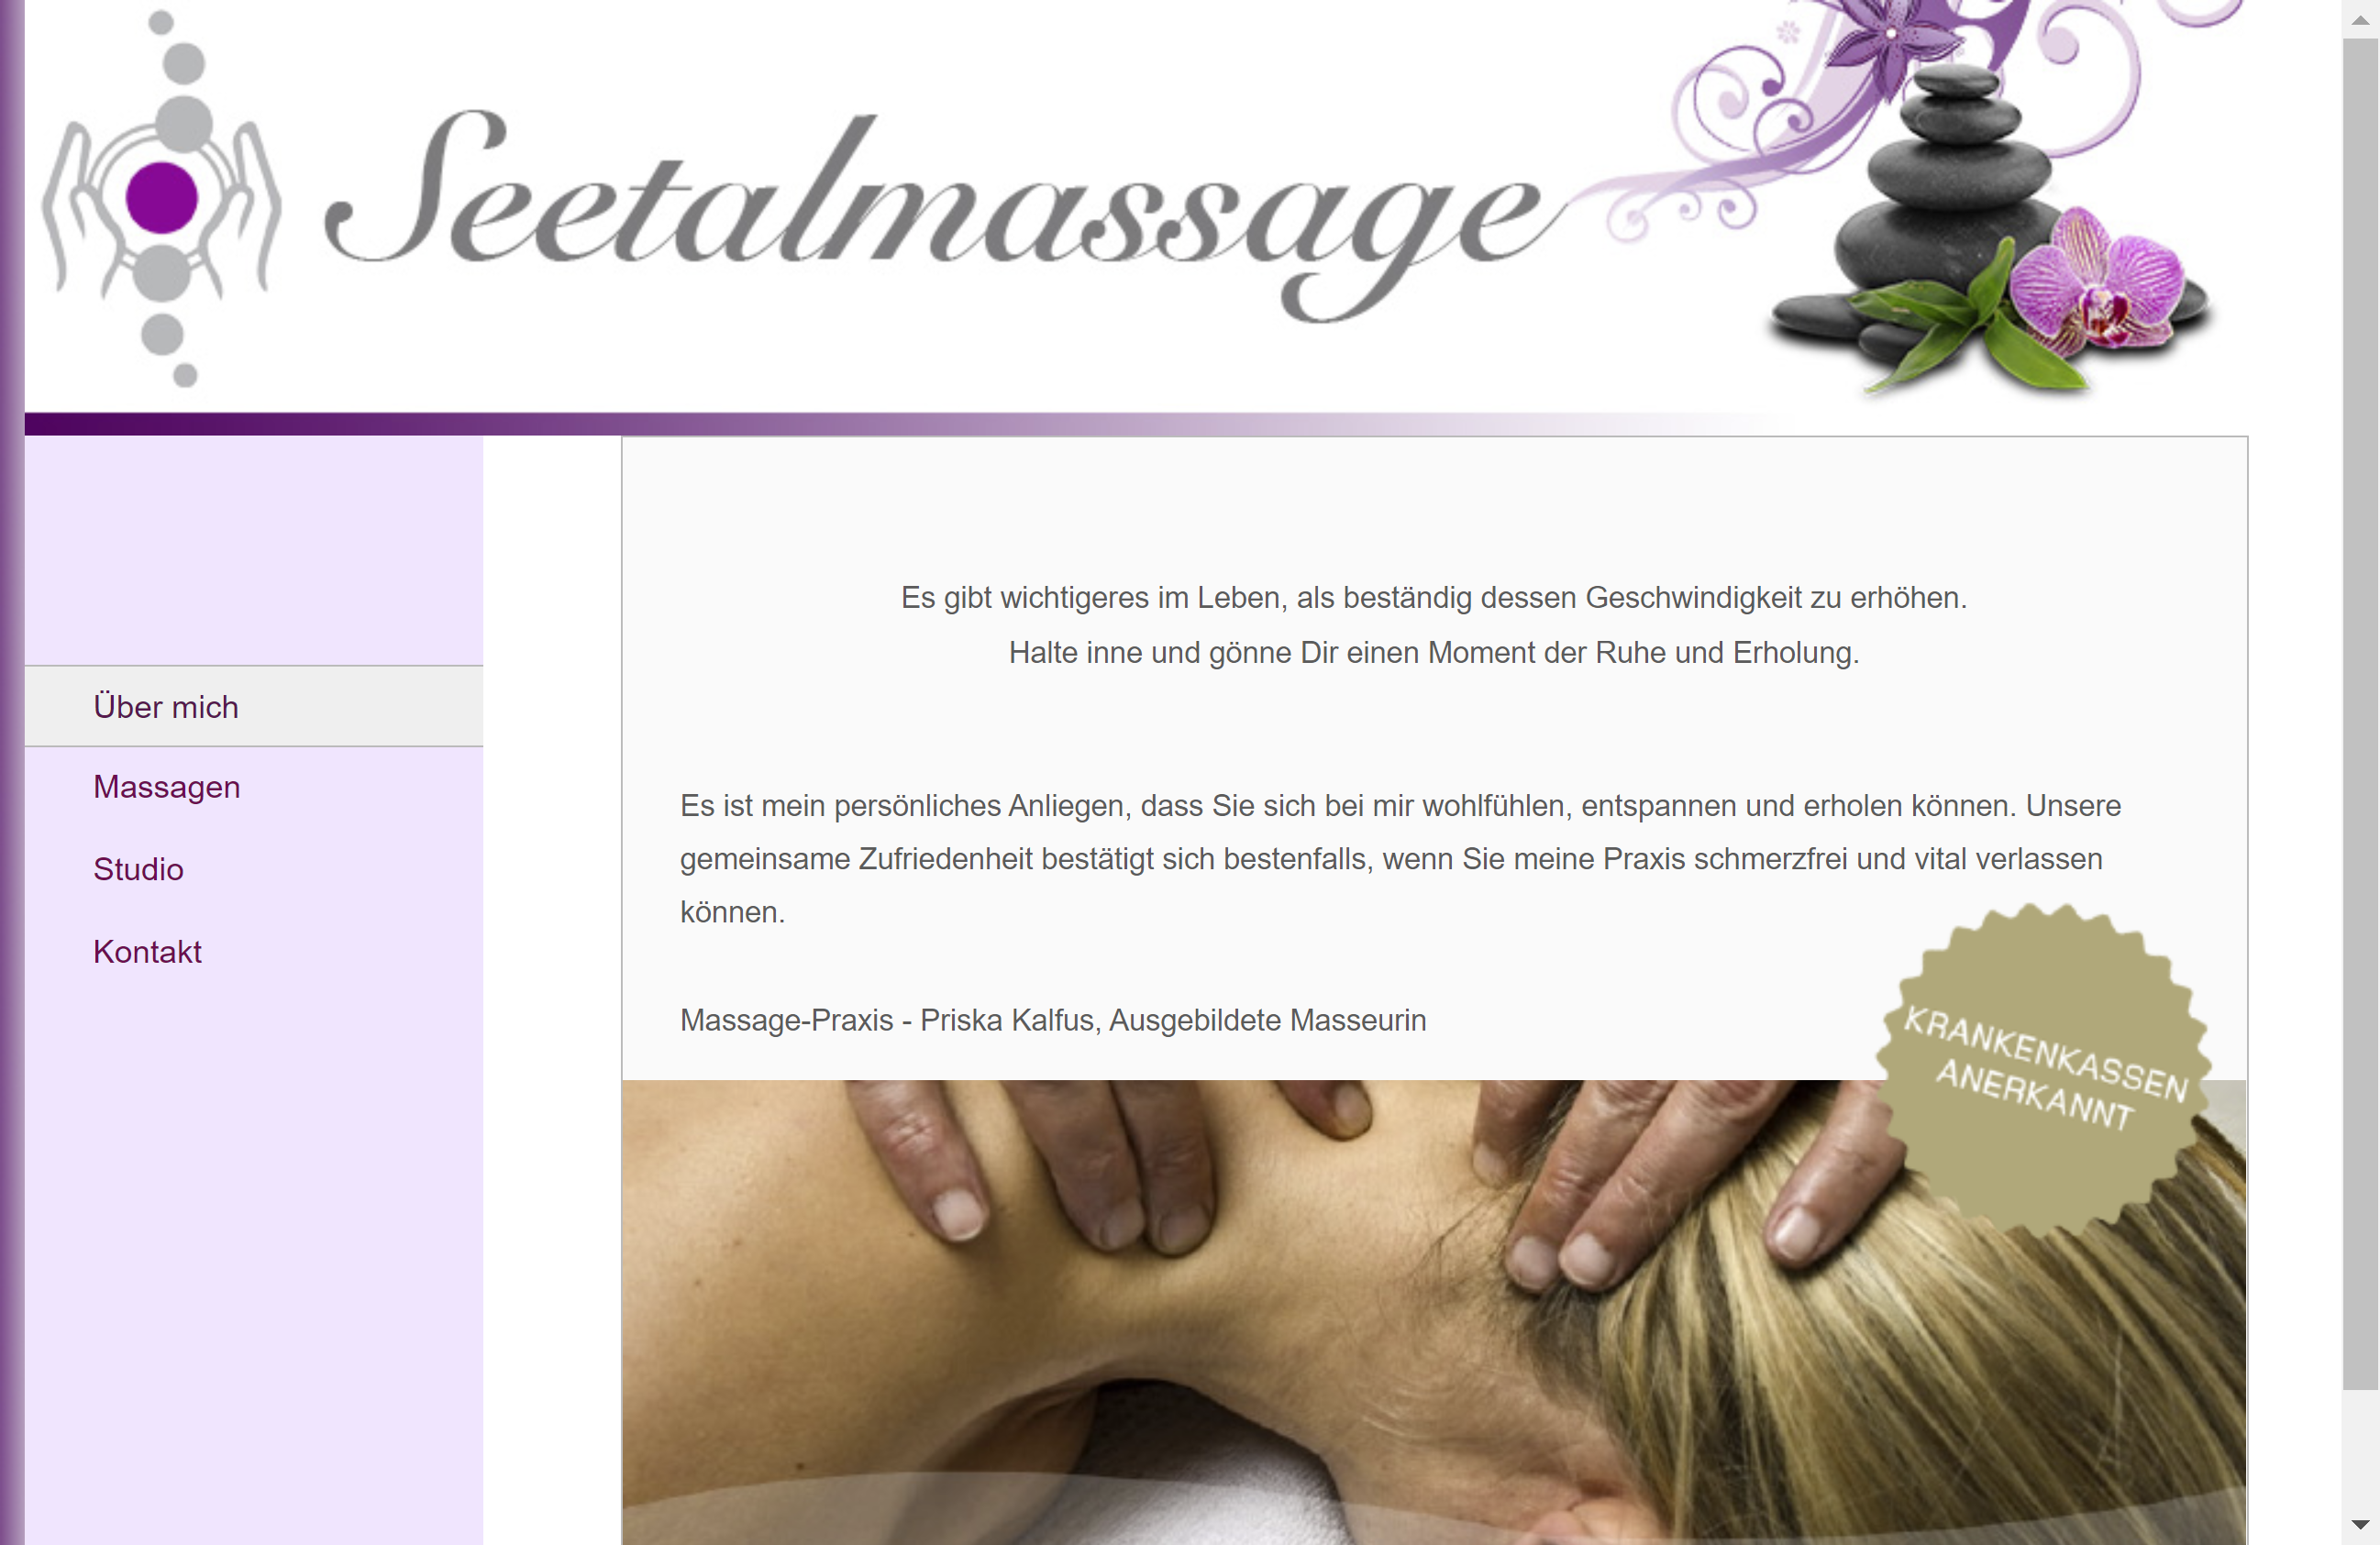 Seetalmassage
Über mich
Massagen
Studio
Kontakt
Es gibt wichtigeres im Leben, als beständig dessen Geschwindigkeit zu erhöhen.
Halte inne und gönne Dir einen Moment der Ruhe und Erholung.
Es ist mein persönliches Anliegen, dass Sie sich bei mir wohlfühlen, entspannen und erholen können. Unsere
gemeinsame Zufriedenheit bestätigt sich bestenfalls, wenn Sie meine Praxis schmerzfrei und vital verlassen
können.
Massage-Praxis - Priska Kalfus, Ausgebildete Masseurin
KRANKENKASSEN
ANERKANNT